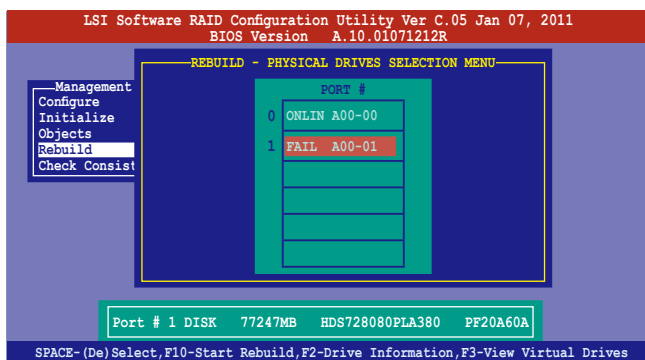 LSI Software RAID Configuration Utility Ver C.05 Jan 07, 2011
BIOS Version A.10.01071212R
REBUILD - PHYSICAL DRIVES SELECTION MENU
Management
Configure
Initialize
Objects
Rebuild
Check Consist
PORT #
0 ONLIN A00-00
1 FAIL A00-01
Port # 1 DISK 77247MB HDS728080PLA380 PF20A60A
SPACE-(De)Select,F10-Start Rebuild,F2-Drive Information,F3-View Virtual Drives